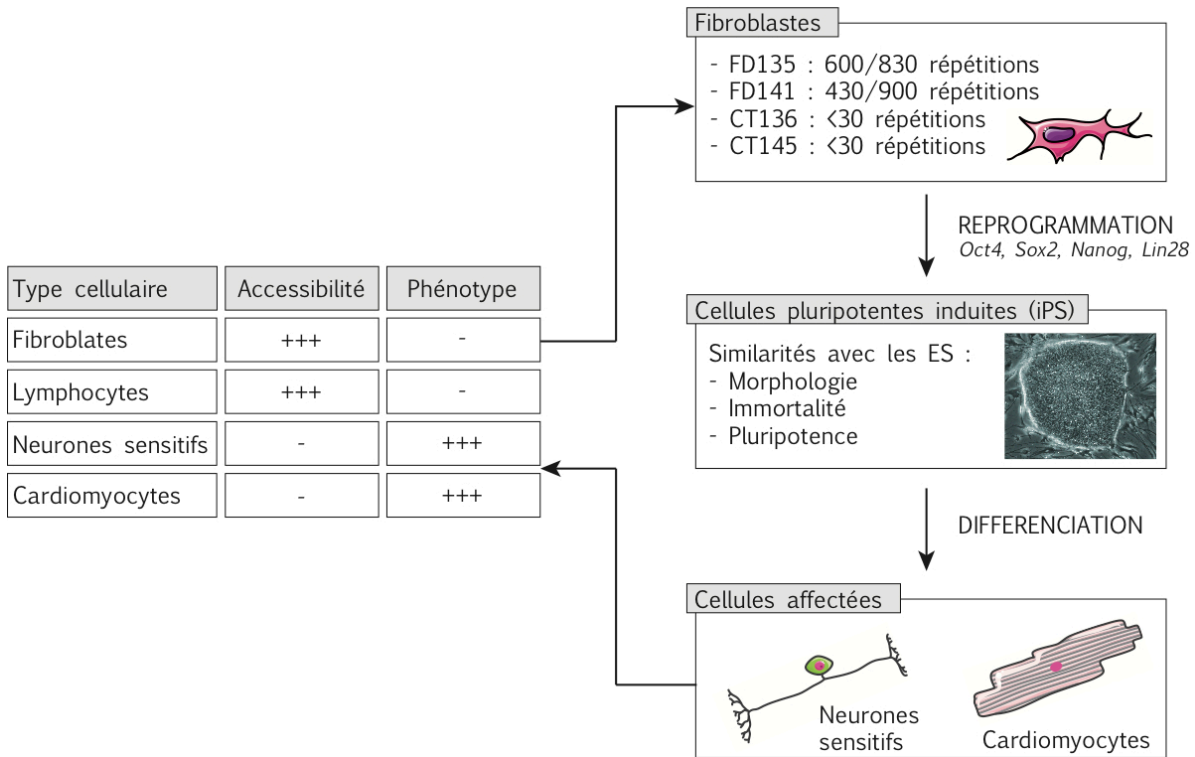 Fibroblastes
- FD135 : 600/830 répétitions
- FD141 : 430/900 répétitions
- CT136 : <30 répétitions
- CT145 : <30 répétitions
REPROGRAMMATION
Oct4, Sox2, Nanog, Lin28
Type cellulaire Accessibilité Phénotype
Fibroblates +++ -
Lymphocytes +++ -
Neurones sensitifs - +++
Cardiomyocytes - +++
Cellules pluripotentes induites (iPS)
Similarités avec les ES :
- Morphologie
- Immortalité
- Pluripotence
DIFFERENCIATION
Cellules affectées
Neurones
sensitifs
Cardiomyocytes